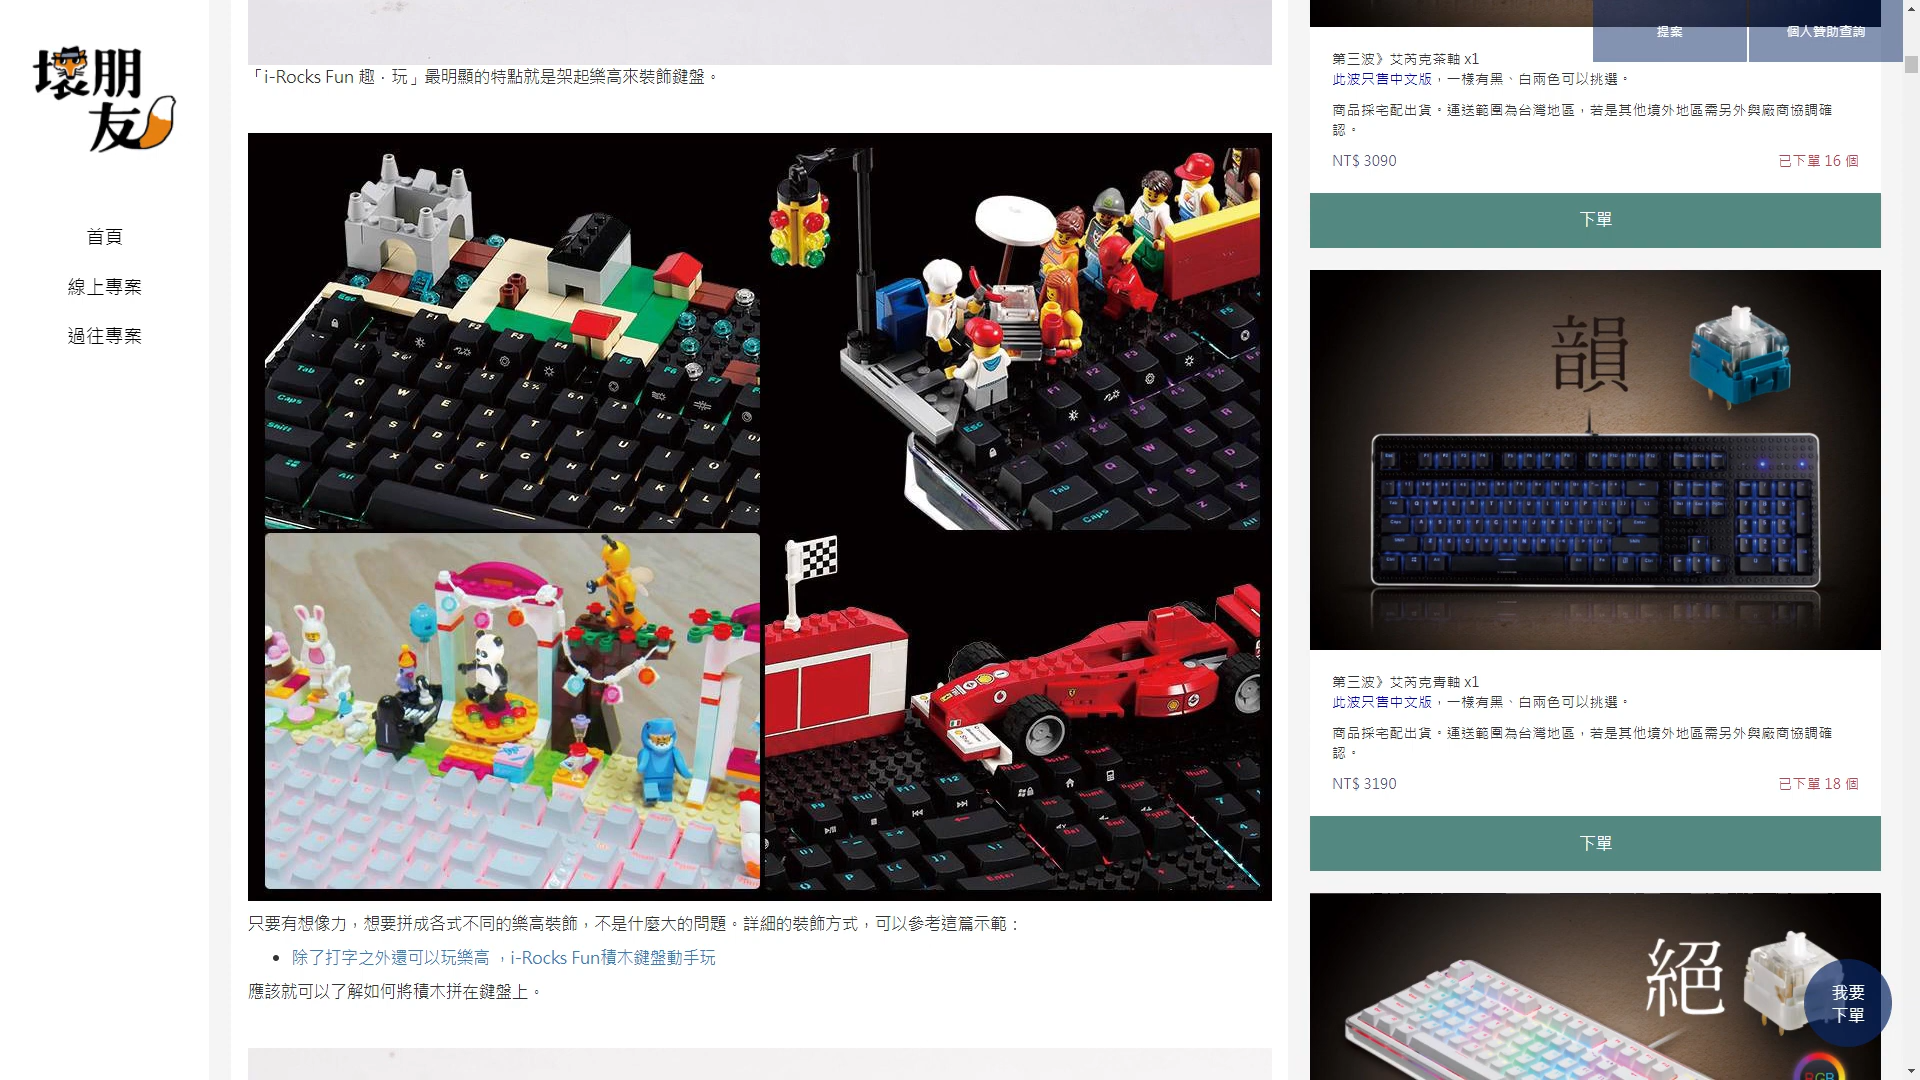 壞朋友
首頁
線上專案
過往專案
「i-Rocks Fun 趣．玩」最明顯的特點就是架起樂高來裝飾鍵盤。
只要有想像力，想要拼成各式不同的樂高裝飾，不是什麼大的問題。詳細的裝飾方式，可以參考這篇示範：
除了打字之外還可以玩樂高 ，i-Rocks Fun積木鍵盤動手玩
應該就可以了解如何將積木拼在鍵盤上。
提案
個人贊助查詢
第三波》艾芮克茶軸 x1
此波只售中文版，一樣有黑、白兩色可以挑選。
商品採宅配出貨。運送範圍為台灣地區，若是其他境外地區需另外與廠商協調確
認。
NT$ 3090
已下單 16 個
下單
韻
第三波》艾芮克青軸 x1
此波只售中文版，一樣有黑、白兩色可以挑選。
商品採宅配出貨。運送範圍為台灣地區，若是其他境外地區需另外與廠商協調確
認。
NT$ 3190
已下單 18 個
下單
絕
我要
下單
RGB